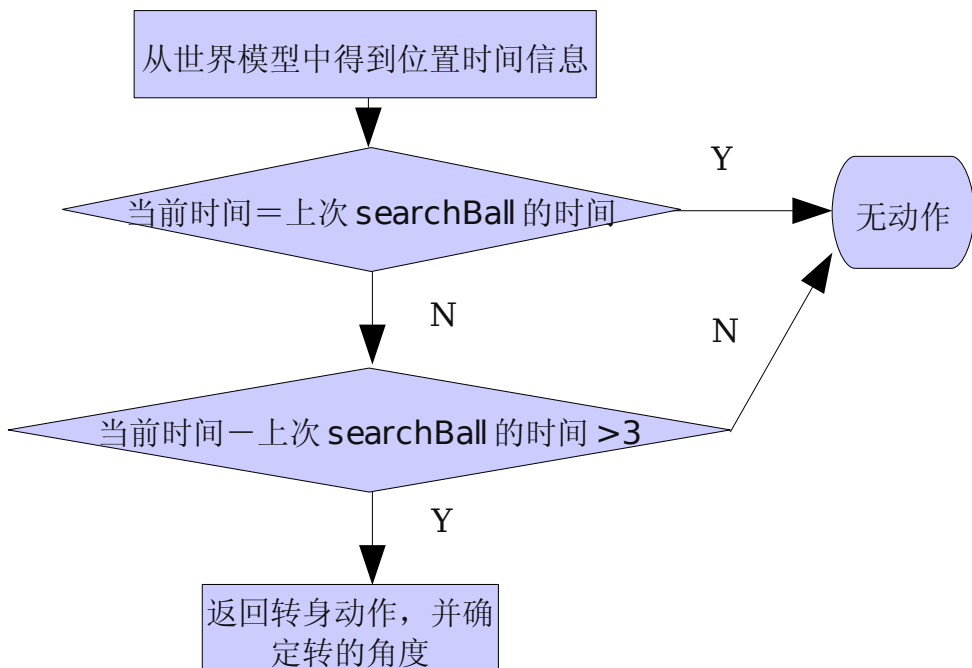 从世界模型中得到位置时间信息
Y
当前时间＝上次 searchBall 的时间
无动作
N
N
当前时间－上次 searchBall 的时间 >3
Y
返回转身动作，并确
定转的角度